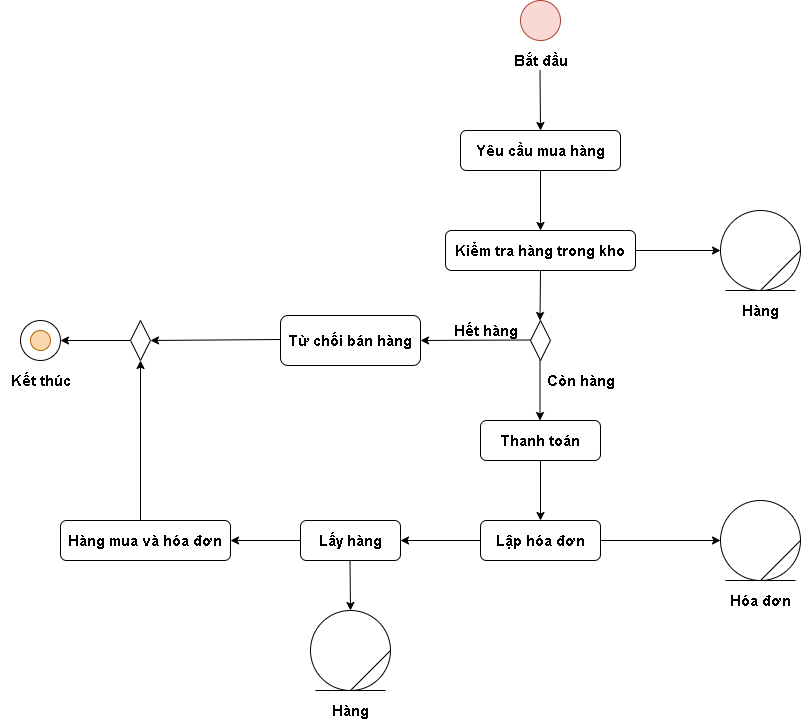 Bắt đầu
Yêu cầu mua hàng
Kiểm tra hàng trong kho
Hàng
Hết hàng
Từ chối bán hàng
Kết thúc
Còn hàng
Thanh toán
Lập hóa đơn
Hóa đơn
Lấy hàng
Hàng mua và hóa đơn
Hàng